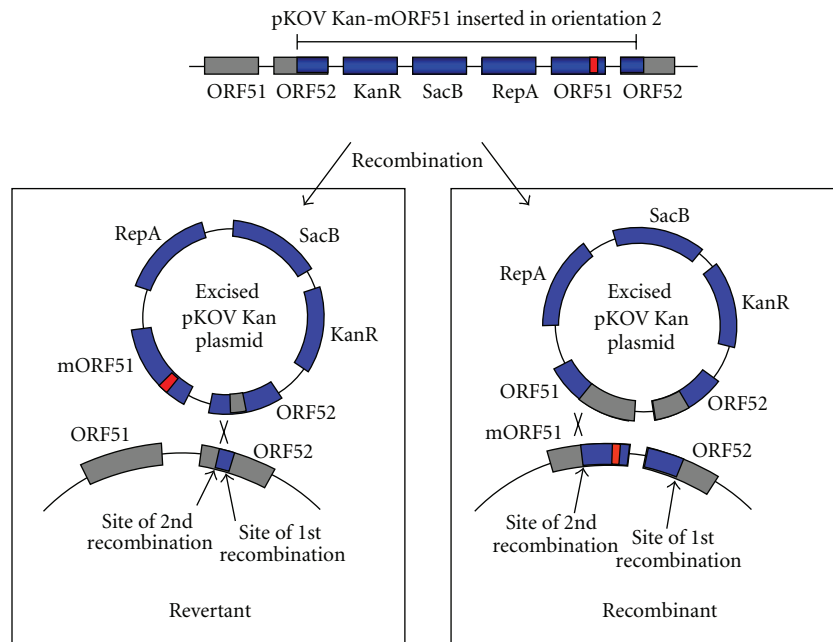 pKOV Kan-mORF51 inserted in orientation 2
ORF51 ORF52 KanR SacB RepA ORF51 ORF52
Recombination
RepA
SacB
Excised
pKOV Kan
plasmid
KanR
mORF51
ORF52
ORF51
ORF52
Site of 2nd
recombination
Site of 1st
recombination
Revertant
SacB
RepA
KanR
Excised
pKOV Kan
plasmid
ORF51
ORF52
mORF51
ORF52
Site of 2nd
recombination
Site of 1st
recombination
Recombinant